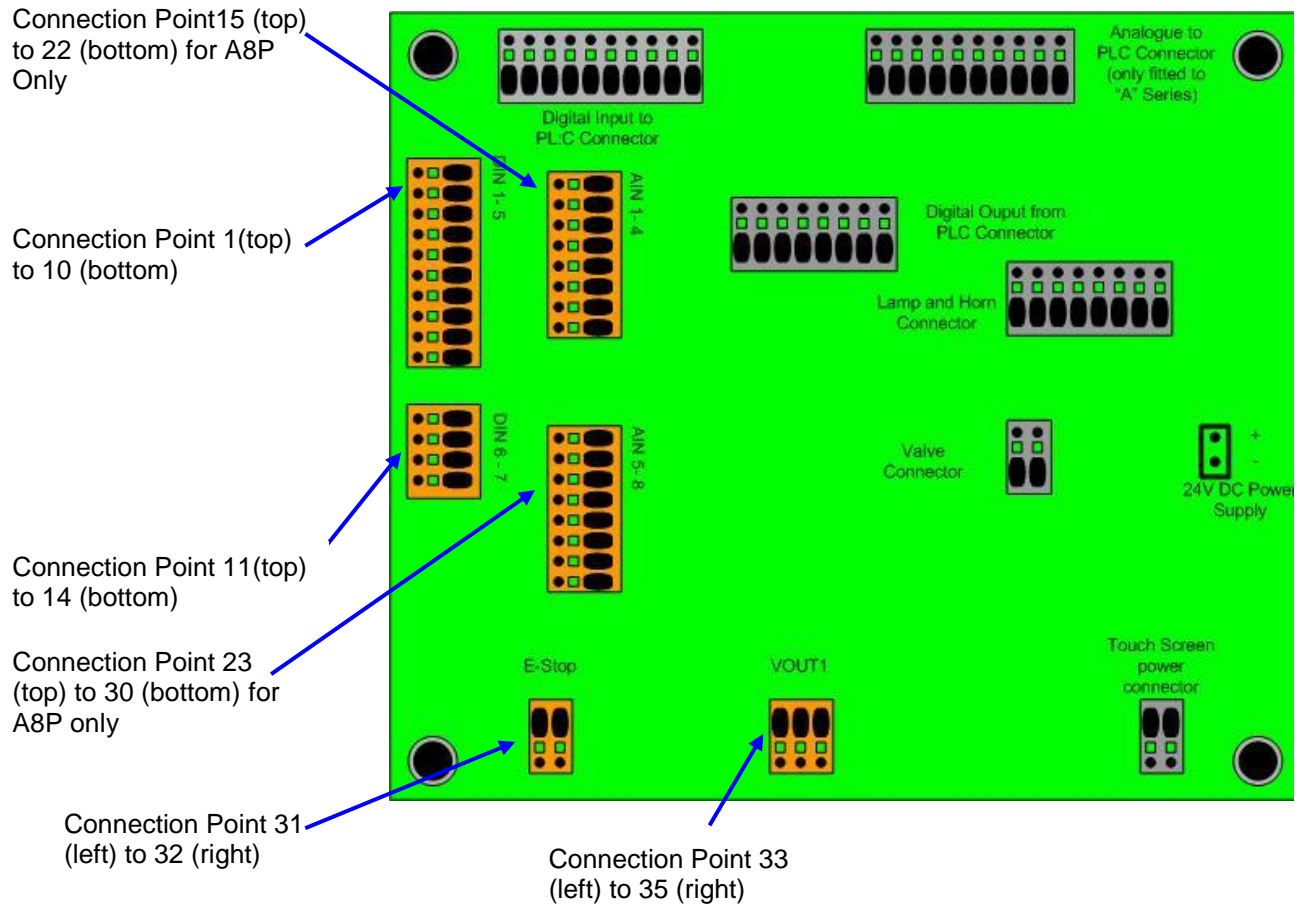 Connection Point15 (top)
to 22 (bottom) for A8P
Only
Connection Point 1(top)
to 10 (bottom)
Connection Point 11(top)
to 14 (bottom)
Connection Point 23
(top) to 30 (bottom) for
A8P only
Connection Point 31
(left) to 32 (right)
Connection Point 33
(left) to 35 (right)
Digital Input to
PL:C Connector
Analogue to
PLC Connector
(only fitted to
"A" Series)
DIN 1- 5
AIN 1- 4
Digital Ouput from
PLC Connector
Lamp and Horn
Connector
DIN 6 - 7
AIN 5- 8
Valve
Connector
+
-
24V DC Power
Supply
E-Stop
VOUT1
Touch Screen
power
connector